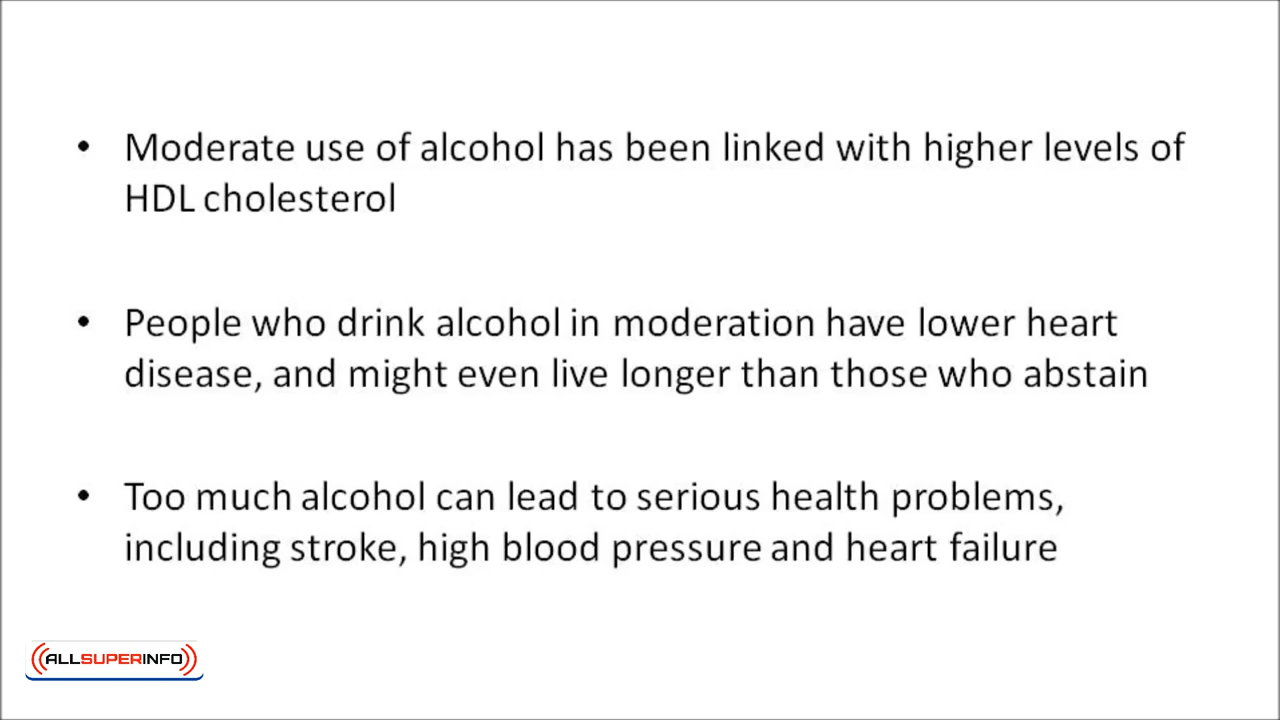 • Moderate use of alcohol has been linked with higher levels of
HDL cholesterol
• People who drink alcohol in moderation have lower heart
disease, and might even live longer than those who abstain
• Too much alcohol can lead to serious health problems,
including stroke, high blood pressure and heart failure
ALLSUPERINFO